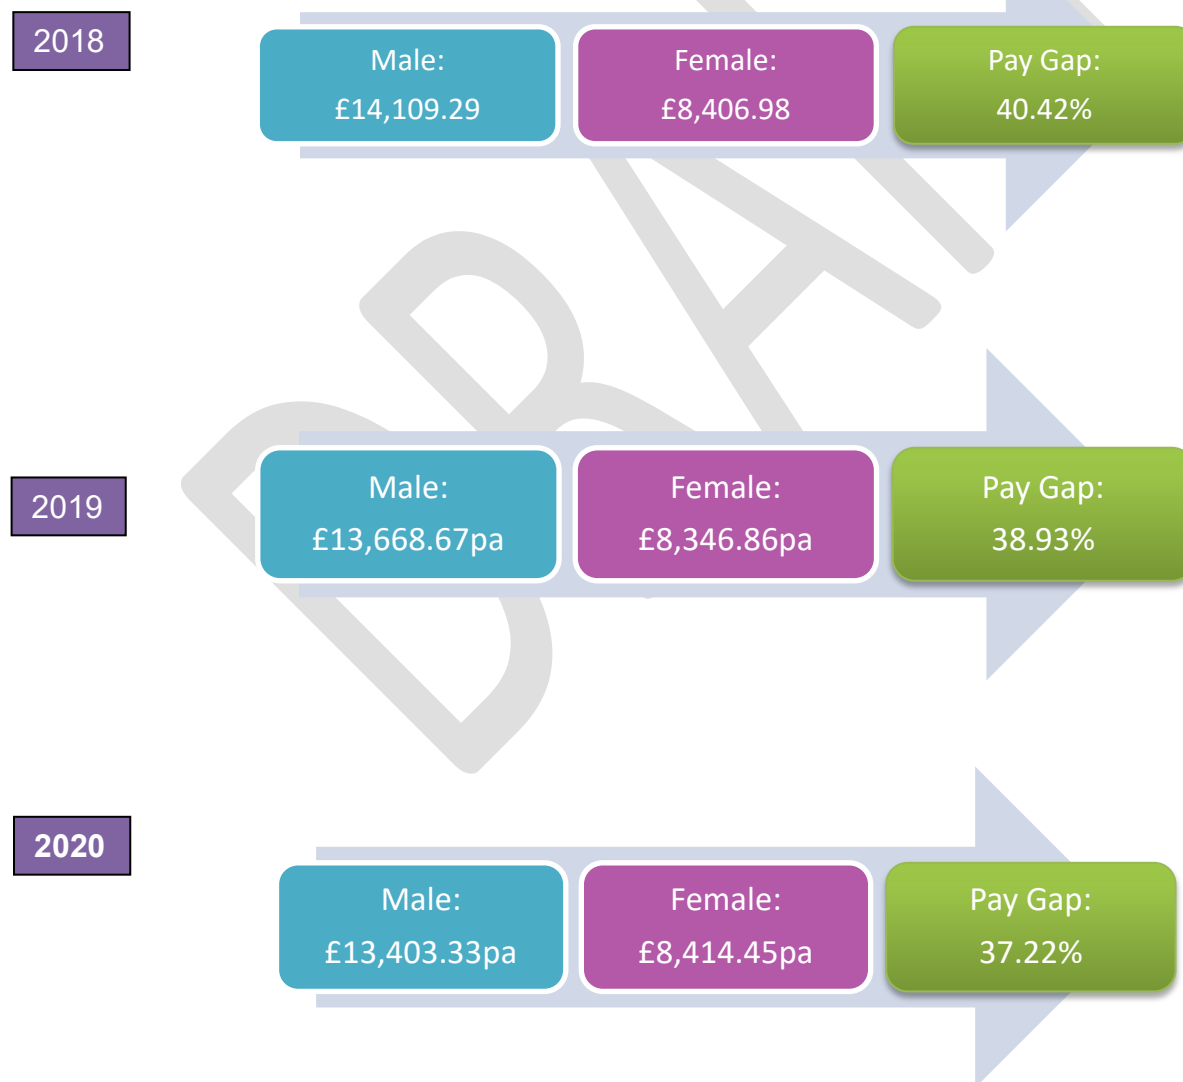 2018
Male:
£14,109.29
Female:
£8,406.98
Pay Gap:
40.42%
2019
Male:
£13,668.67pa
Female:
£8,346.86pa
Pay Gap:
38.93%
2020
Male:
£13,403.33pa
Female:
£8,414.45pa
Pay Gap:
37.22%